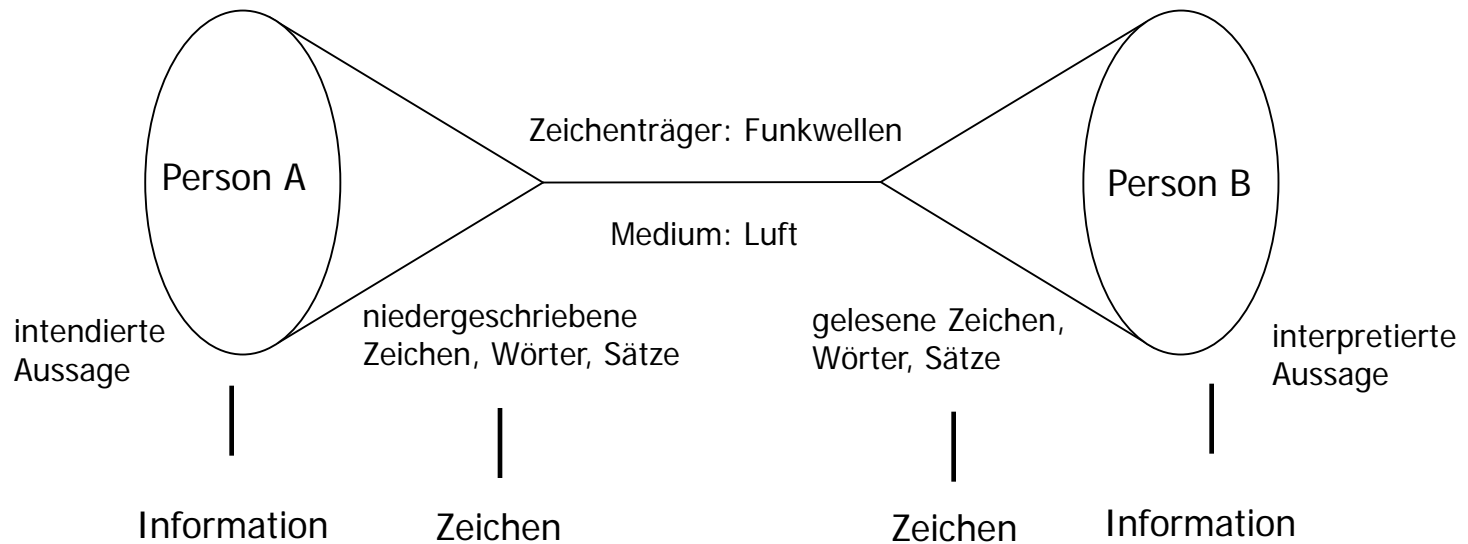 Zeichenträger: Funkwellen
Person A
Person B
Medium: Luft
intendierte
Aussage
niedergeschriebene
Zeichen, Wörter, Sätze
gelesene Zeichen,
Wörter, Sätze
interpretierte
Aussage
Information
Zeichen
Zeichen
Information